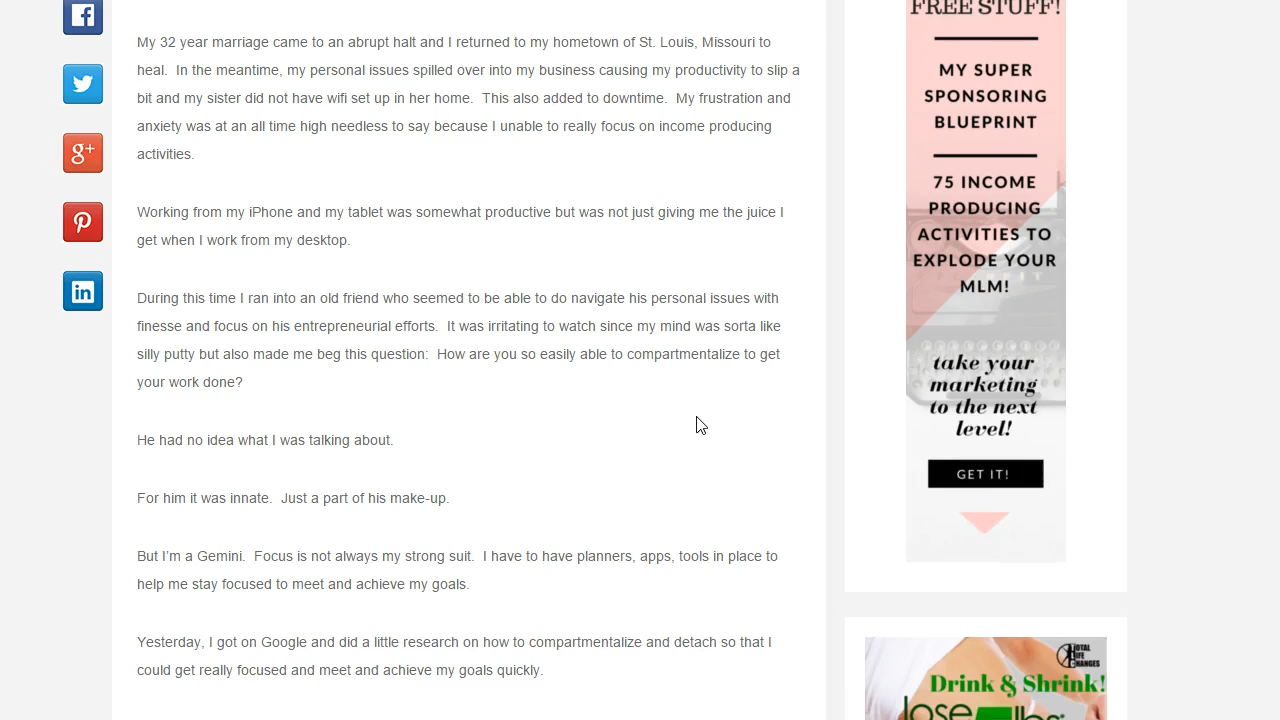 My 32 year marriage came to an abrupt halt and I returned to my hometown of St. Louis, Missouri to
heal.  In the meantime, my personal issues spilled over into my business causing my productivity to slip a
bit and my sister did not have wifi set up in her home.  This also added to downtime.  My frustration and
anxiety was at an all time high needless to say because I unable to really focus on income producing
activities.
Working from my iPhone and my tablet was somewhat productive but was not just giving me the juice I
get when I work from my desktop.
During this time I ran into an old friend who seemed to be able to do navigate his personal issues with
finesse and focus on his entrepreneurial efforts.  It was irritating to watch since my mind was sorta like
silly putty but also made me beg this question:  How are you so easily able to compartmentalize to get
your work done?
He had no idea what I was talking about.
For him it was innate.  Just a part of his make-up.
But I’m a Gemini.  Focus is not always my strong suit.  I have to have planners, apps, tools in place to
help me stay focused to meet and achieve my goals.
Yesterday, I got on Google and did a little research on how to compartmentalize and detach so that I
could get really focused and meet and achieve my goals quickly.
f
g+
in
FREE STUFF!
MY SUPER
SPONSORING
BLUEPRINT
75 INCOME
PRODUCING
ACTIVITIES TO
EXPLODE YOUR
MLM!
take your
marketing
to the next
level!
GET IT!
TOTAL
LIFE
CHANGES
Drink & Shrink!
lose
lbs